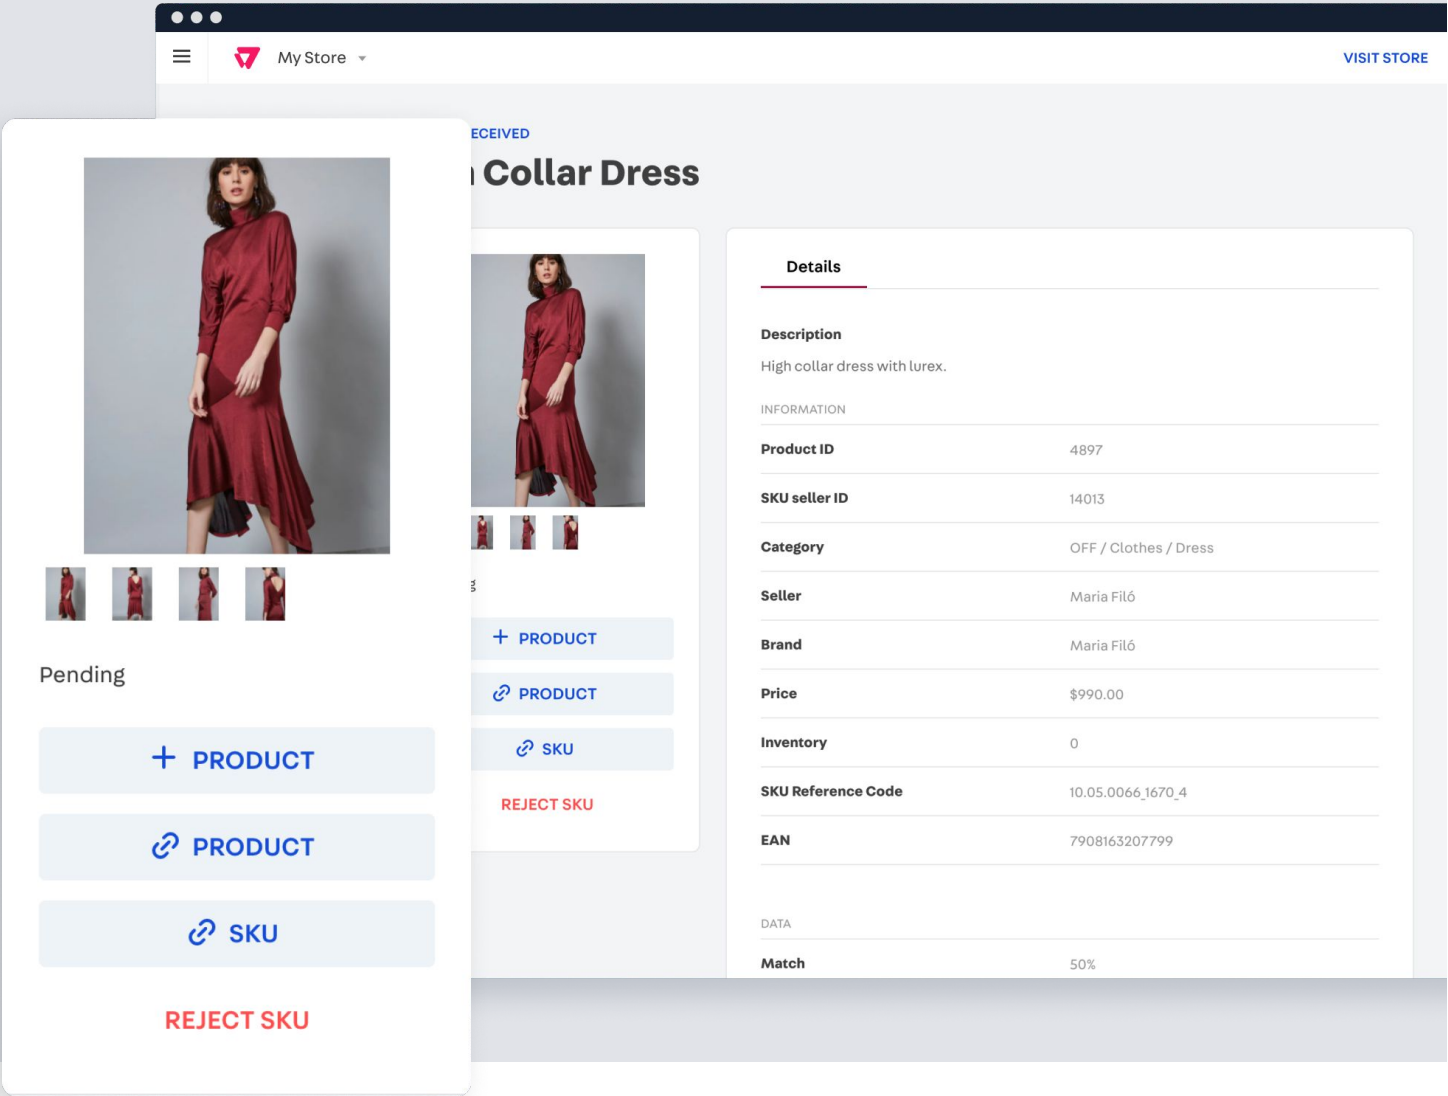 My Store
VISIT STORE
ECEIVED
Collar Dress
Pending
+ PRODUCT
PRODUCT
SKU
REJECT SKU
+ PRODUCT
PRODUCT
SKU
REJECT SKU
Details
Description
High collar dress with lurex.
INFORMATION
Product ID 4897
SKU seller ID 14013
Category OFF / Clothes / Dress
Seller Maria Filó
Brand Maria Filó
Price $990.00
Inventory 0
SKU Reference Code 10.05.0066_1670_4
EAN 7908163207799
DATA
Match 50%